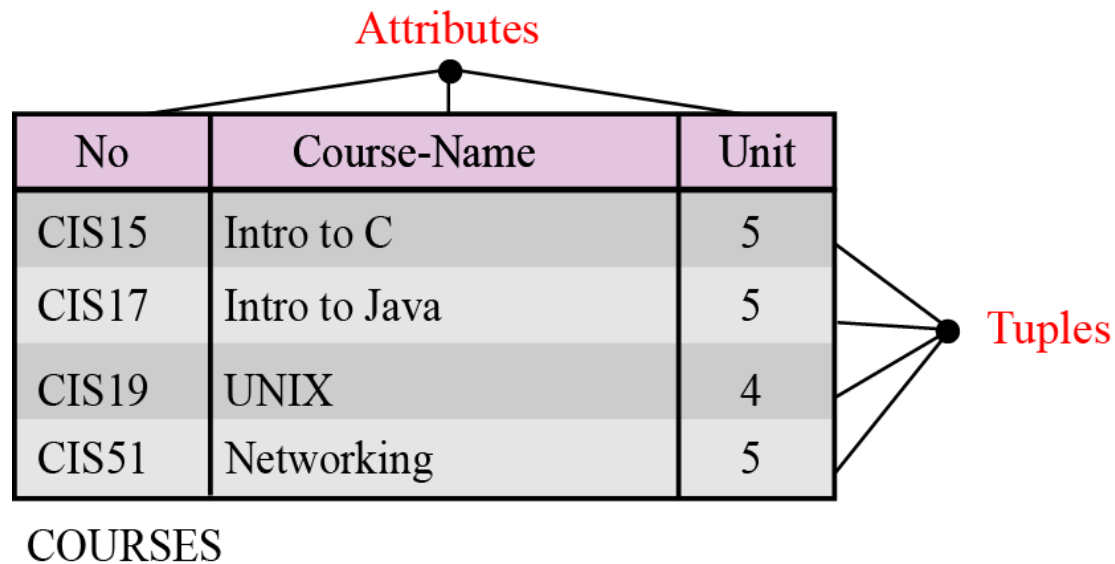 Attributes
No Course-Name Unit
CIS15 Intro to C 5
CIS17 Intro to Java 5
Tuples
CIS19 UNIX 4
CIS51 Networking 5
COURSES